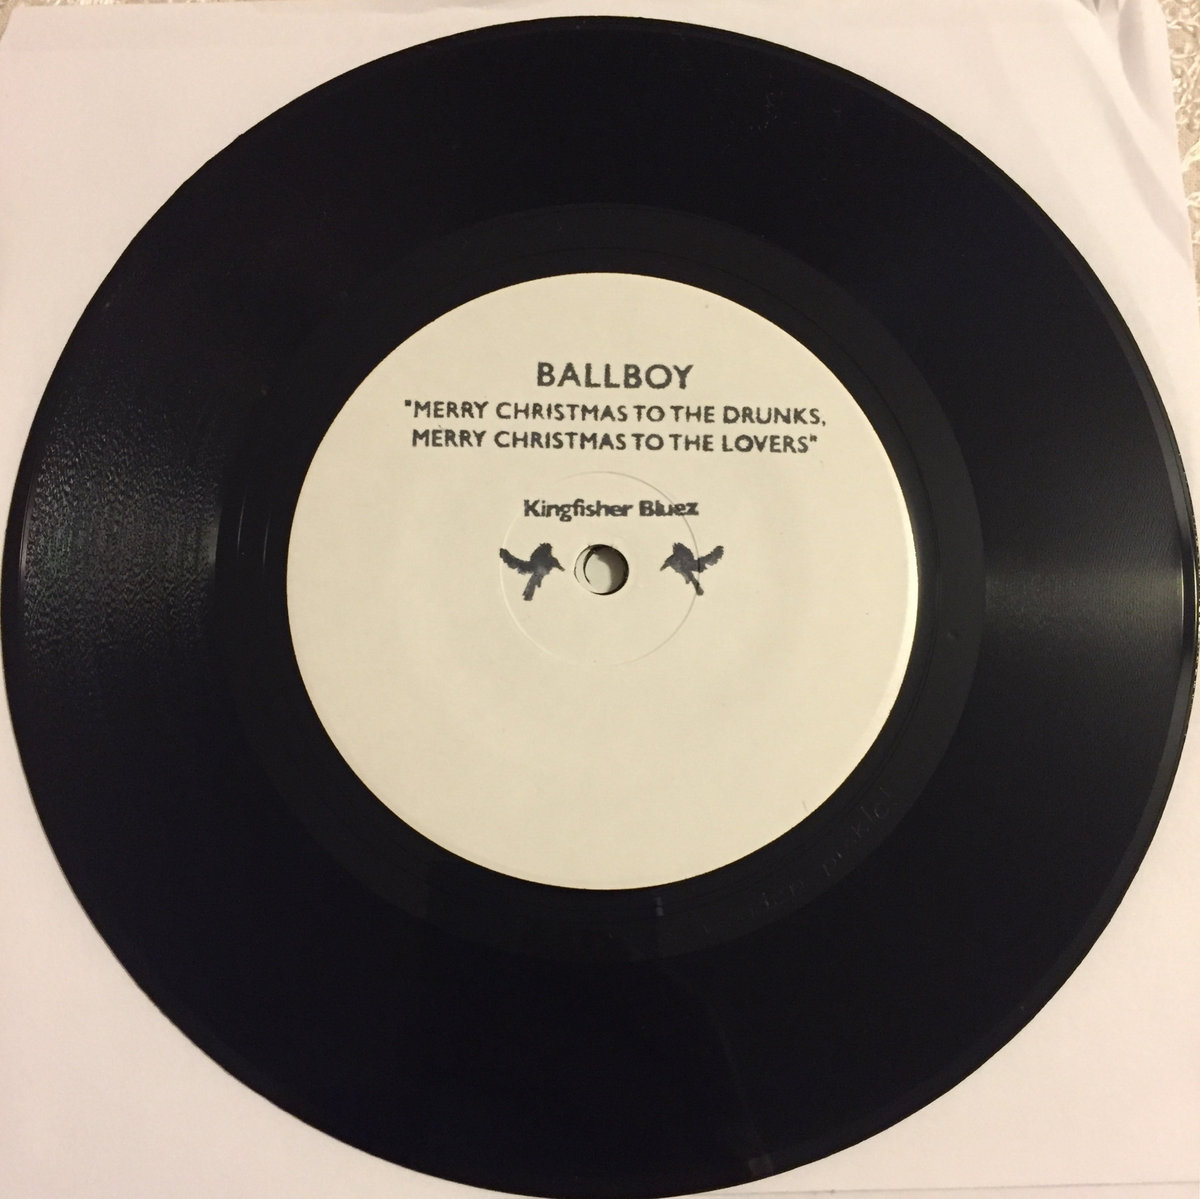 BALLBOY
"MERRY CHRISTMAS TO THE DRUNKS,
MERRY CHRISTMAS TO THE LOVERS"
Kingfisher Bluez